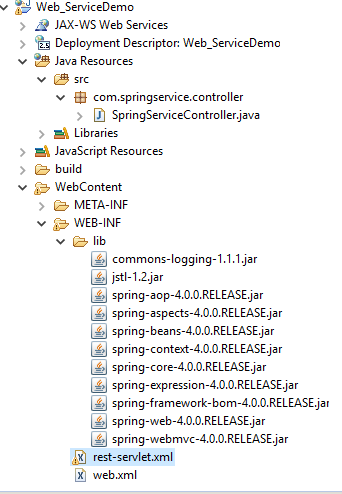 Web_ServiceDemo
JAX-WS Web Services
Deployment Descriptor: Web_ServiceDemo
Java Resources
src
com.springservice.controller
SpringServiceController.java
Libraries
JavaScript Resources
build
WebContent
META-INF
WEB-INF
lib
commons-logging-1.1.1.jar
jstl-1.2.jar
spring-aop-4.0.0.RELEASE.jar
spring-aspects-4.0.0.RELEASE.jar
spring-beans-4.0.0.RELEASE.jar
spring-context-4.0.0.RELEASE.jar
spring-core-4.0.0.RELEASE.jar
spring-expression-4.0.0.RELEASE.jar
spring-framework-bom-4.0.0.RELEASE.jar
spring-web-4.0.0.RELEASE.jar
spring-webmvc-4.0.0.RELEASE.jar
rest-servlet.xml
web.xml